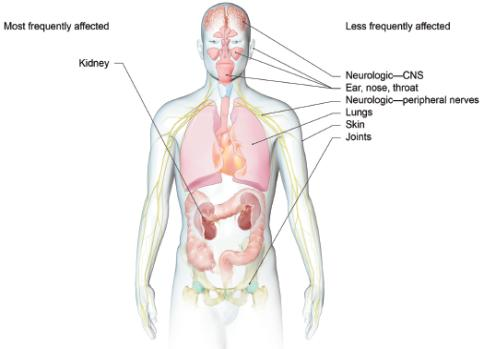 Most frequently affected
Less frequently affected
Kidney
Neurologic—CNS
Ear, nose, throat
Neurologic—peripheral nerves
Lungs
Skin
Joints